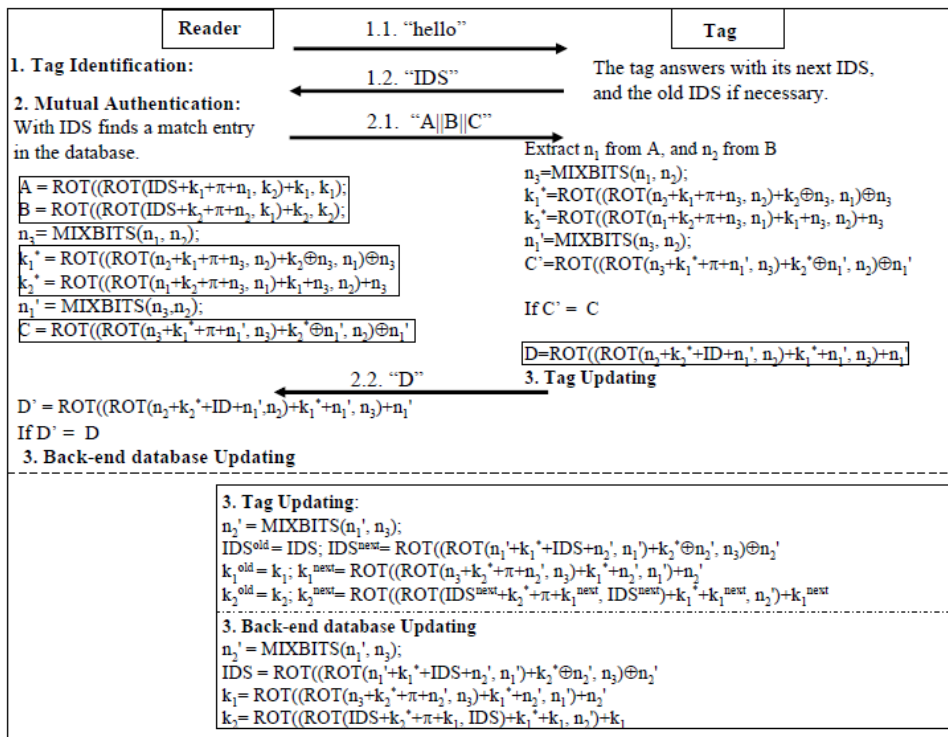 Reader
1.1. “hello”
Tag
1. Tag Identification:
The tag answers with its next IDS,
and the old IDS if necessary.
1.2. “IDS”
2. Mutual Authentication:
With IDS finds a match entry
in the database.
2.1. “A||B||C”
A = ROT((ROT(IDS+k₁+π+n₁, k₂)+k₁, k₁);
B = ROT((ROT(IDS+k₂+π+n₂, k₁)+k₂, k₂);
n₃= MIXBITS(n₁, n₂);
k₁* = ROT((ROT(n₂+k₁+π+n₃, n₂)+k₂⊕n₃, n₁)⊕n₃
k₂* = ROT((ROT(n₁+k₂+π+n₃, n₁)+k₁+n₃, n₂)+n₃
n₁' = MIXBITS(n₃,n₂);
C = ROT((ROT(n₃+k₁*+π+n₁', n₃)+k₂*⊕n₁', n₂)⊕n₁'
Extract n₁ from A, and n₂ from B
n₃=MIXBITS(n₁, n₂);
k₁*=ROT((ROT(n₂+k₁+π+n₃, n₂)+k₂⊕n₃, n₁)⊕n₃
k₂*=ROT((ROT(n₁+k₂+π+n₃, n₁)+k₁+n₃, n₂)+n₃
n₁'=MIXBITS(n₃, n₂);
C’=ROT((ROT(n₃+k₁*+π+n₁', n₃)+k₂*⊕n₁', n₂)⊕n₁'
If C’ = C
D=ROT((ROT(n₂+k₂*+ID+n₁', n₂)+k₁*+n₁', n₃)+n₁'
2.2. “D”
3. Tag Updating
D’ = ROT((ROT(n₂+k₂*+ID+n₁',n₂)+k₁*+n₁', n₃)+n₁'
If D’ = D
3. Back-end database Updating
3. Tag Updating:
n₂' = MIXBITS(n₁', n₃);
IDSᵒˡᵈ = IDS; IDSⁿᵉˣᵗ= ROT((ROT(n₁'+k₁*+IDS+n₂', n₁')+k₂*⊕n₂', n₃)⊕n₂'
k₁ᵒˡᵈ = k₁; k₁ⁿᵉˣᵗ= ROT((ROT(n₃+k₂*+π+n₂', n₃)+k₁*+n₂', n₁')+n₂'
k₂ᵒˡᵈ = k₂; k₂ⁿᵉˣᵗ= ROT((ROT(IDSⁿᵉˣᵗ+k₂*+π+k₁ⁿᵉˣᵗ, IDSⁿᵉˣᵗ)+k₁*+k₁ⁿᵉˣᵗ, n₂')+k₁ⁿᵉˣᵗ
3. Back-end database Updating
n₂' = MIXBITS(n₁', n₃);
IDS = ROT((ROT(n₁'+k₁*+IDS+n₂', n₁')+k₂*⊕n₂', n₃)⊕n₂'
k₁= ROT((ROT(n₃+k₂*+π+n₂', n₃)+k₁*+n₂', n₁')+n₂'
k₂= ROT((ROT(IDS+k₂*+π+k₁, IDS)+k₁*+k₁, n₂')+k₁